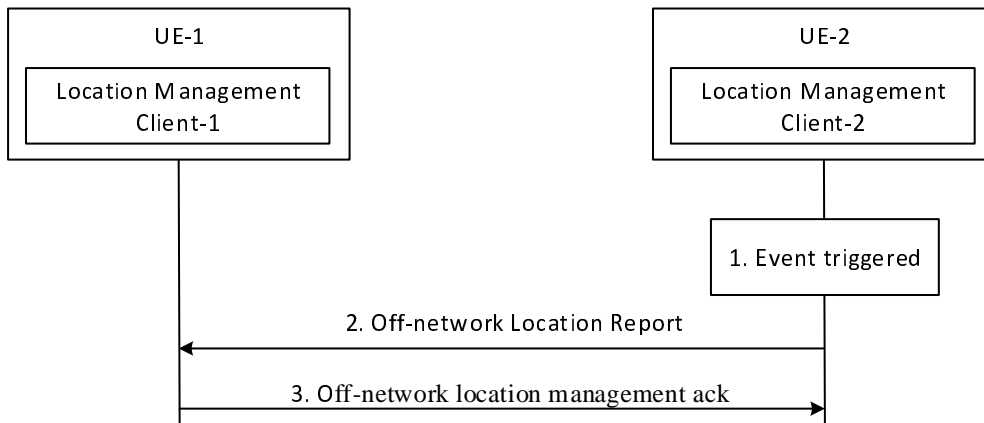 UE-1
UE-2
Location Management
Client-1
Location Management
Client-2
1. Event triggered
2. Off-network Location Report
3. Off-network location management ack